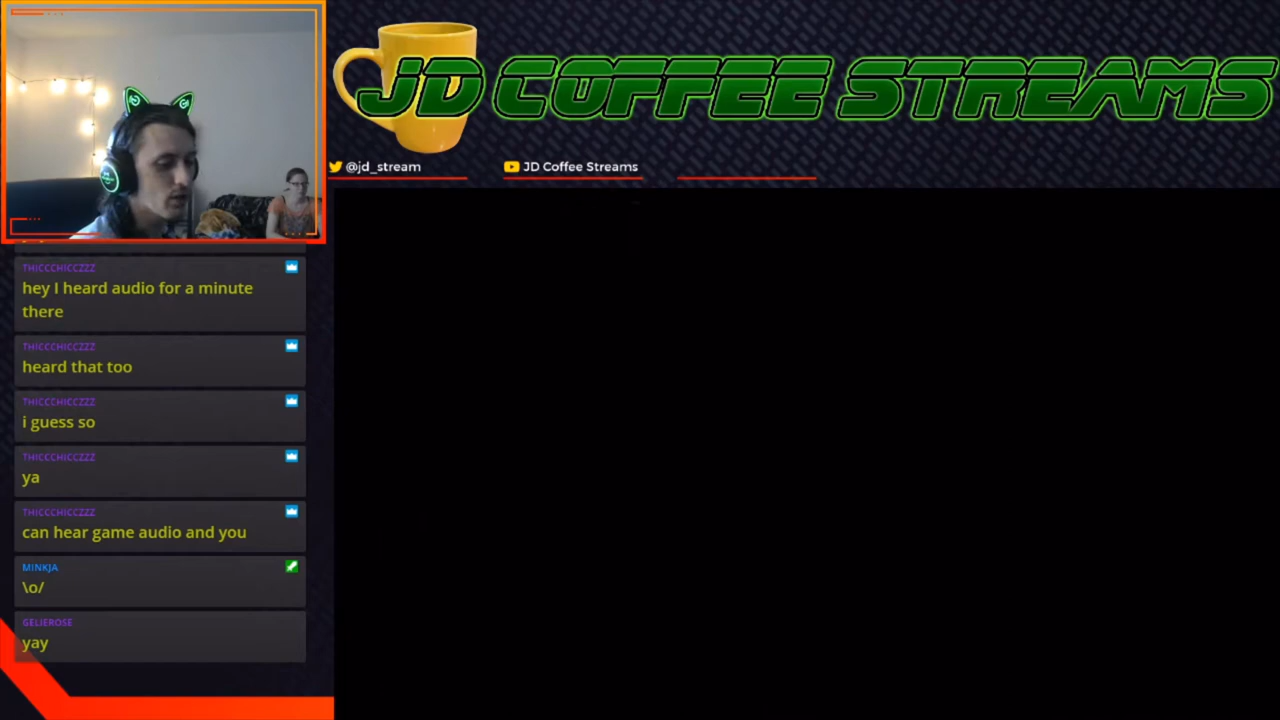 JD COFFEE STREAMS
@jd_stream
JD Coffee Streams
THICCCHICCZZZ
hey I heard audio for a minute
there
THICCCHICCZZZ
heard that too
THICCCHICCZZZ
i guess so
THICCCHICCZZZ
ya
THICCCHICCZZZ
can hear game audio and you
MINKJA
\o/
GELIEROSE
yay